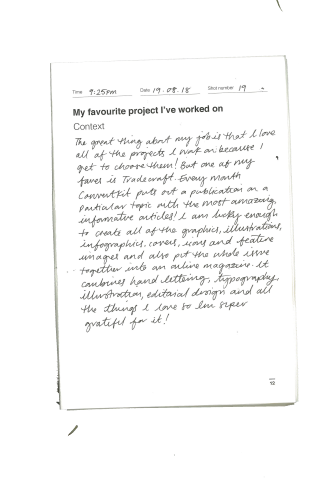 Time 9:25pm Date 19.08.18 Shot number 19
My favourite project I've worked on
Context
The great thing about my job is that I love
all of the projects I work on because I
get to choose them! But one of my
faves is Tradecraft. Every month
ConvertKit puts out a publication on a
particular topic with the most amazing,
informative articles! I am lucky enough
to create all of the graphics, illustrations,
infographics, covers, icons and feature
images and also put the whole issue
together into an online magazine. It
combines hand lettering, typography,
illustration, editorial design and all
the things I love so I'm super
grateful for it!
12